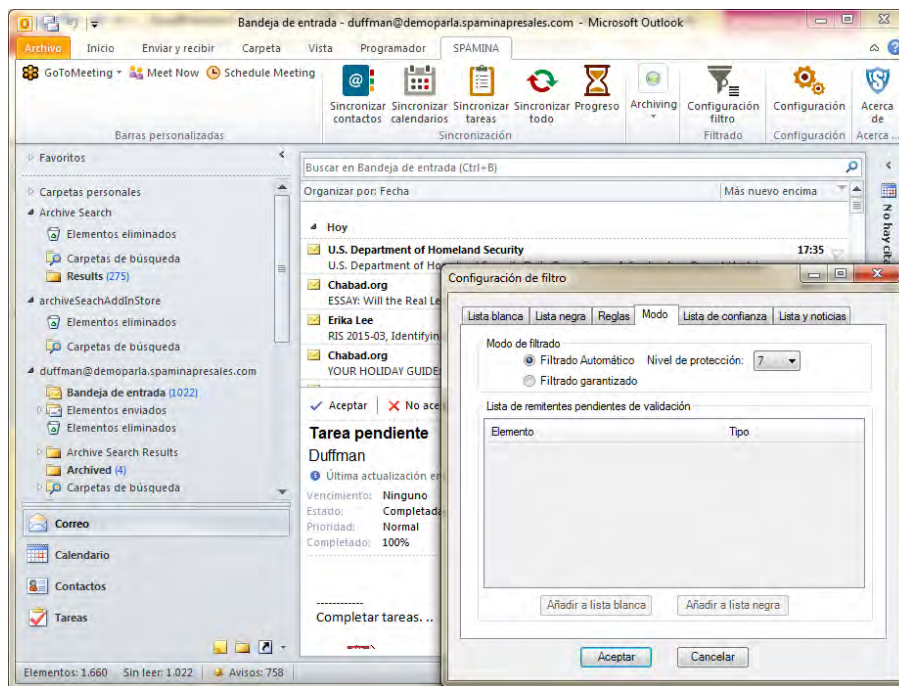 Bandeja de entrada - duffman@demoparla.spaminapresales.com - Microsoft Outlook
Archivo Inicio Enviar y recibir Carpeta Vista Programador SPAMINA
GoToMeeting Meet Now Schedule Meeting
Sincronizar contactos
Sincronizar calendarios
Sincronizar tareas
Sincronizar todo
Progreso
Archiving
Configuración filtro
Configuración
Acerca de
Barras personalizadas Sincronización Filtrado Configuración Acerca ...
Favoritos
Carpetas personales
Archive Search
Elementos eliminados
Carpetas de búsqueda
Results (275)
archiveSeachAddInStore
Elementos eliminados
Carpetas de búsqueda
duffman@demoparla.spaminapresales.com
Bandeja de entrada (1022)
Elementos enviados
Elementos eliminados
Archive Search Results
Archived (4)
Carpetas de búsqueda
Correo
Calendario
Contactos
Tareas
Buscar en Bandeja de entrada (Ctrl+B)
Organizar por: Fecha Más nuevo encima
Hoy
U.S. Department of Homeland Security 17:35
U.S. Department of
Chabad.org
ESSAY: Will the Real Le
Erika Lee
RIS 2015-03, Identifyin
Chabad.org
YOUR HOLIDAY GUIDE:
Aceptar No ace
Tarea pendiente
Duffman
Última actualización en
Vencimiento: Ninguno
Estado: Completada
Prioridad: Normal
Completado: 100%
------------
Completar tareas. ..
No hay cita
Configuración de filtro
Lista blanca Lista negra Reglas Modo Lista de confianza Lista y noticias
Modo de filtrado
Filtrado Automático Nivel de protección: 7
Filtrado garantizado
Lista de remitentes pendientes de validación
Elemento Tipo
Añadir a lista blanca Añadir a lista negra
Aceptar Cancelar
Elementos: 1.660 Sin leer: 1.022 Avisos: 758